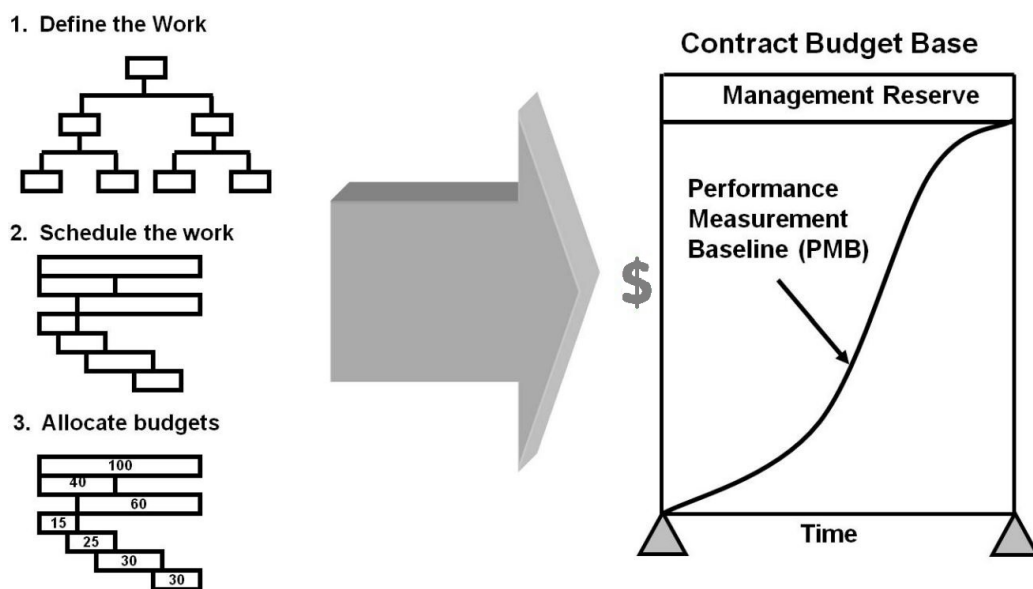 1. Define the Work
2. Schedule the work
3. Allocate budgets
100
40
60
15
25
30
30
Contract Budget Base
Management Reserve
Performance
Measurement
Baseline (PMB)
$
Time